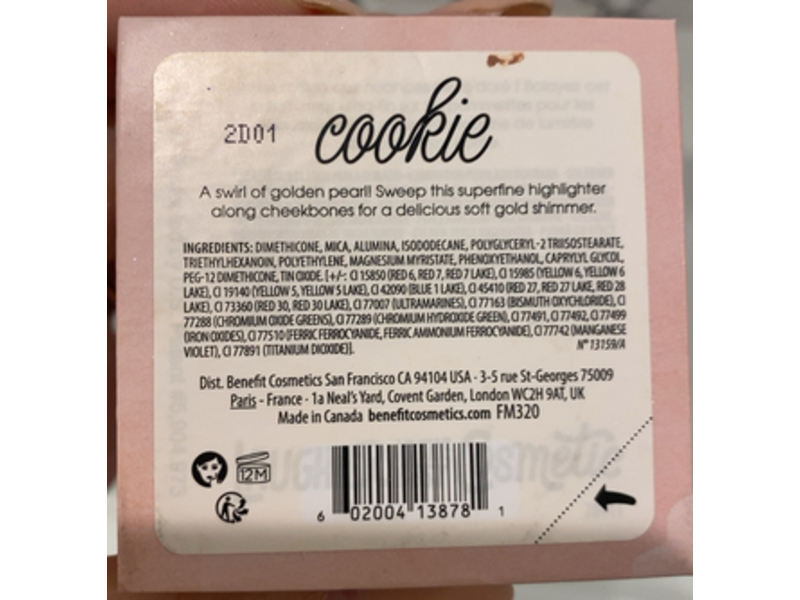 2D01
cookie
A swirl of golden pearl! Sweep this superfine highlighter
along cheekbones for a delicious soft gold shimmer.
INGREDIENTS: DIMETHICONE, MICA, ALUMINA, ISODODECANE, POLYGLYCERYL-2 TRIISOSTEARATE,
TRIETHYLHEXANOIN, POLYETHYLENE, MAGNESIUM MYRISTATE, PHENOXYETHANOL, CAPRYLYL GLYCOL,
PEG-12 DIMETHICONE, TIN OXIDE. [+/-: CI 15850 (RED 6, RED 7, RED 7 LAKE), CI 15985 (YELLOW 6, YELLOW 6
LAKE), CI 19140 (YELLOW 5, YELLOW 5 LAKE), CI 42090 (BLUE 1 LAKE), CI 45410 (RED 27, RED 27 LAKE, RED 28
LAKE), CI 73360 (RED 30, RED 30 LAKE), CI 77007 (ULTRAMARINES), CI 77163 (BISMUTH OXYCHLORIDE), CI
77288 (CHROMIUM OXIDE GREENS), CI 77289 (CHROMIUM HYDROXIDE GREEN), CI 77491, CI 77492, CI 77499
(IRON OXIDES), CI 77510 (FERRIC FERROCYANIDE, FERRIC AMMONIUM FERROCYANIDE), CI 77742 (MANGANESE
VIOLET), CI 77891 (TITANIUM DIOXIDE)].
N° 13159/A
Dist. Benefit Cosmetics San Francisco CA 94104 USA · 3-5 rue St-Georges 75009
Paris - France · 1a Neal's Yard, Covent Garden, London WC2H 9AT, UK
Made in Canada benefitcosmetics.com FM320
12M
6 02004 13878 1